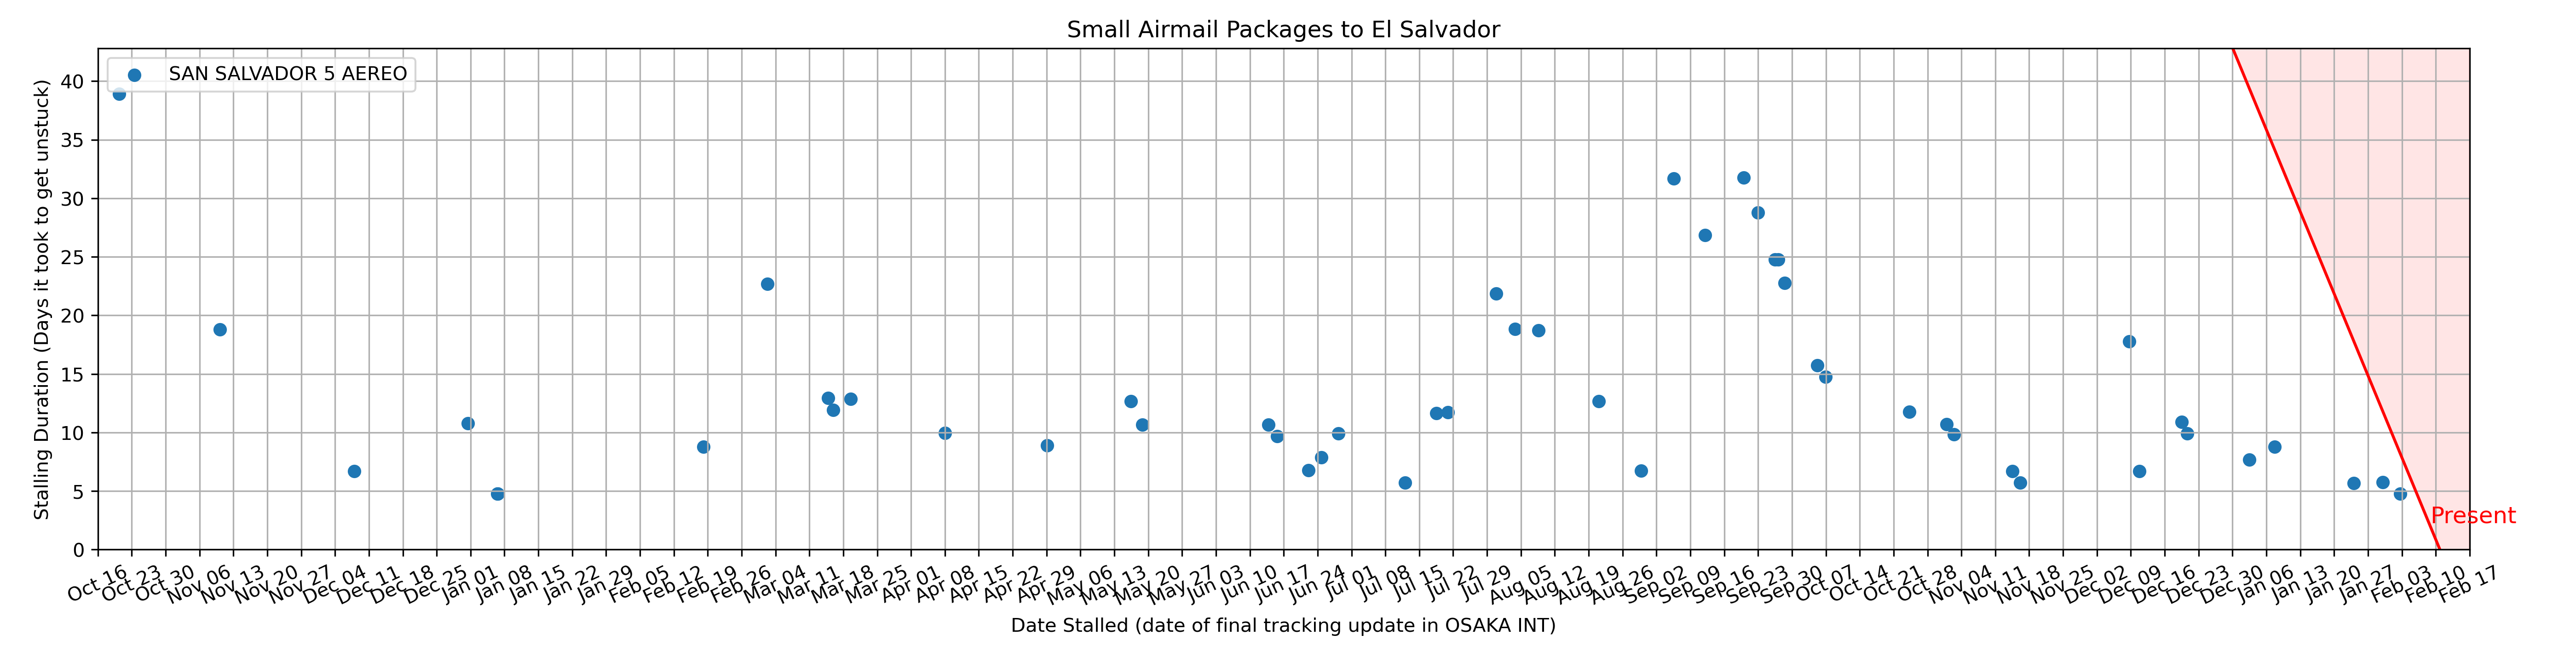 Small Airmail Packages to El Salvador
SAN SALVADOR 5 AEREO
Stalling Duration (Days it took to get unstuck)
40
35
30
25
20
15
10
5
0
Present
Oct 16
Oct 23
Oct 30
Nov 06
Nov 13
Nov 20
Nov 27
Dec 04
Dec 11
Dec 18
Dec 25
Jan 01
Jan 08
Jan 15
Jan 22
Jan 29
Feb 05
Feb 12
Feb 19
Feb 26
Mar 04
Mar 11
Mar 18
Mar 25
Apr 01
Apr 08
Apr 15
Apr 22
Apr 29
May 06
May 13
May 20
May 27
Jun 03
Jun 10
Jun 17
Jun 24
Jul 01
Jul 08
Jul 15
Jul 22
Jul 29
Aug 05
Aug 12
Aug 19
Aug 26
Sep 02
Sep 09
Sep 16
Sep 23
Sep 30
Oct 07
Oct 14
Oct 21
Oct 28
Nov 04
Nov 11
Nov 18
Nov 25
Dec 02
Dec 09
Dec 16
Dec 23
Dec 30
Jan 06
Jan 13
Jan 20
Jan 27
Feb 03
Feb 10
Feb 17
Date Stalled (date of final tracking update in OSAKA INT)